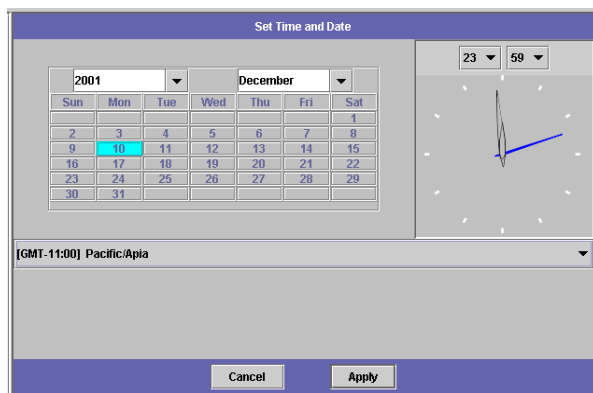 Set Time and Date
23 59
2001 December
Sun Mon Tue Wed Thu Fri Sat
1
2 3 4 5 6 7 8
9 10 11 12 13 14 15
16 17 18 19 20 21 22
23 24 25 26 27 28 29
30 31
[GMT-11:00] Pacific/Apia
Cancel Apply